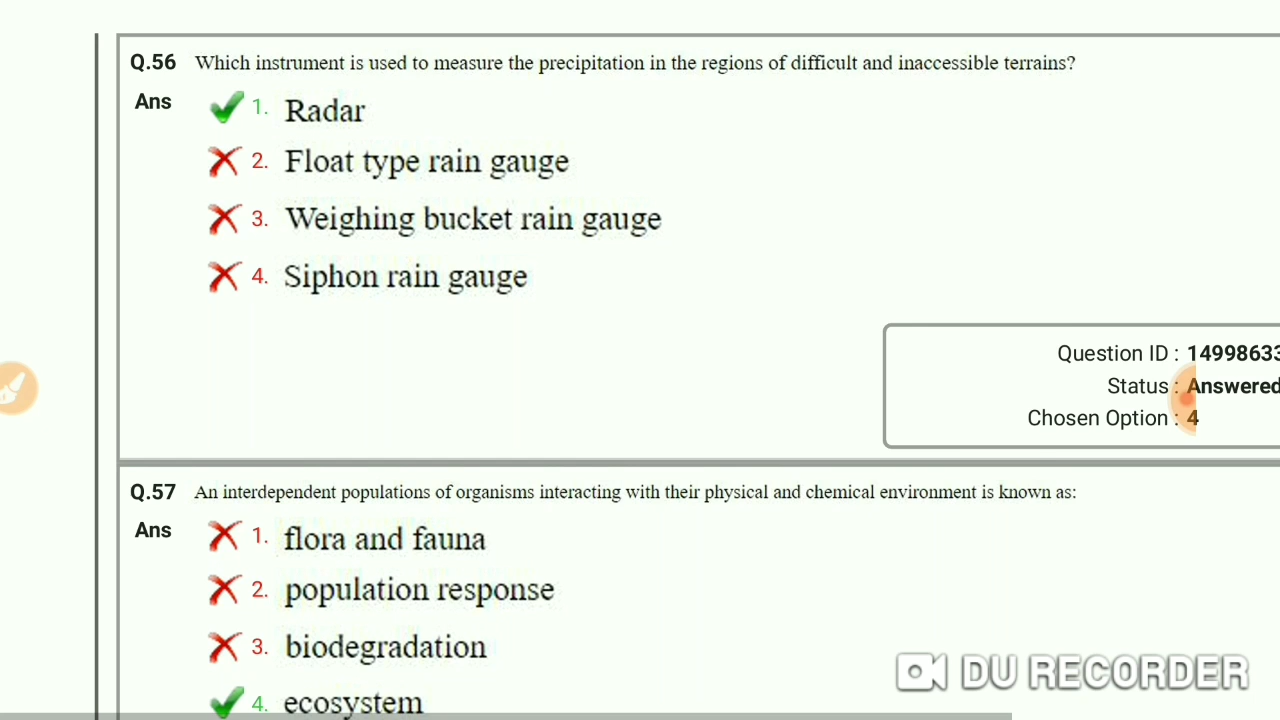 Q.56 Which instrument is used to measure the precipitation in the regions of difficult and inaccessible terrains?
Ans 1. Radar
2. Float type rain gauge
3. Weighing bucket rain gauge
4. Siphon rain gauge
Question ID : 14998633
Status : Answered
Chosen Option : 4
Q.57 An interdependent populations of organisms interacting with their physical and chemical environment is known as:
Ans 1. flora and fauna
2. population response
3. biodegradation
4. ecosystem
DU RECORDER